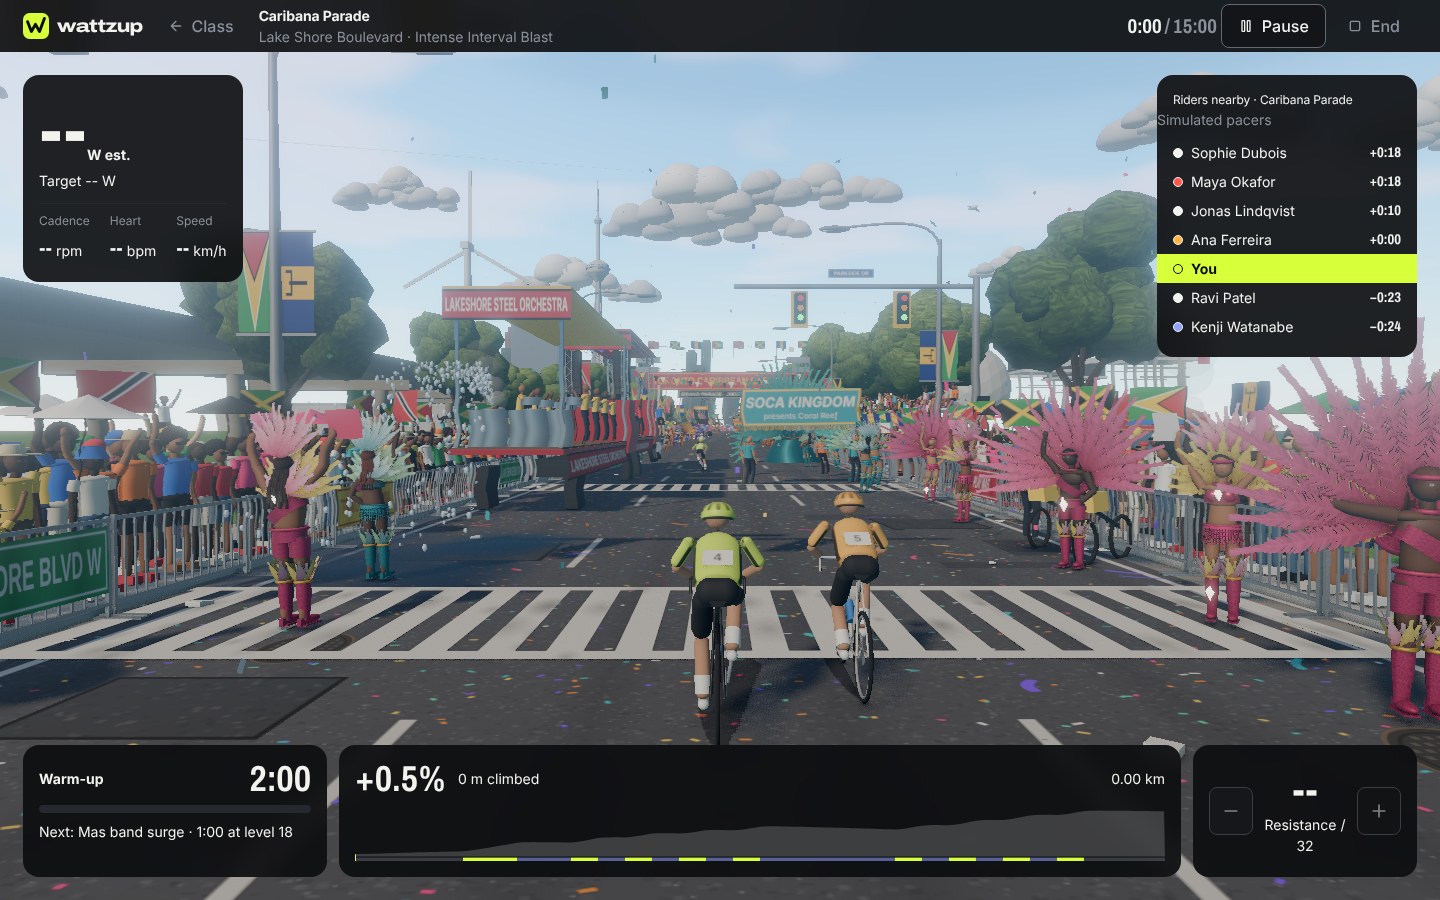 W wattzup
← Class
Caribana Parade
Lake Shore Boulevard · Intense Interval Blast
0:00 / 15:00
Pause
End
-- W est.
Target -- W
Cadence Heart Speed
-- rpm -- bpm -- km/h
Riders nearby · Caribana Parade
Simulated pacers
Sophie Dubois +0:18
Maya Okafor +0:18
Jonas Lindqvist +0:10
Ana Ferreira +0:00
You
Ravi Patel −0:23
Kenji Watanabe −0:24
LAKESHORE STEEL ORCHESTRA
SOCA KINGDOM
presents Coral Reef
LAKESHORE STEEL ORCHESTRA
ORE BLVD W
4
5
Warm-up 2:00
Next: Mas band surge · 1:00 at level 18
+0.5% 0 m climbed 0.00 km
−
--
+
Resistance /
32